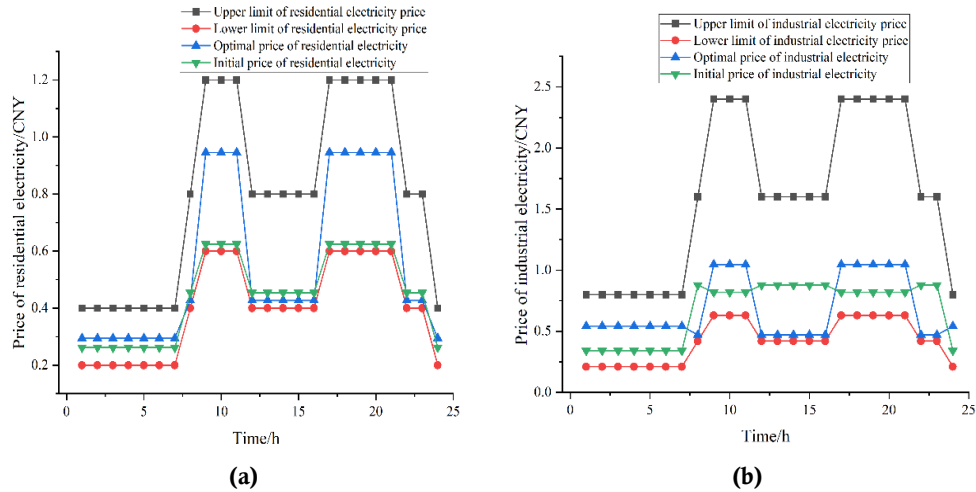 Upper limit of residential electricity price
Lower limit of residential electricity price
Optimal price of residential electricity
Initial price of residential electricity
Price of residential electricity/CNY
1.2
1.0
0.8
0.6
0.4
0.2
0
5
10
15
20
25
Time/h
(a)
Upper limit of industrial electricity price
Lower limit of industrial electricity price
Optimal price of industrial electricity
Initial price of industrial electricity
Price of industrial electricity/CNY
2.5
2.0
1.5
1.0
0.5
0.0
0
5
10
15
20
25
Time/h
(b)